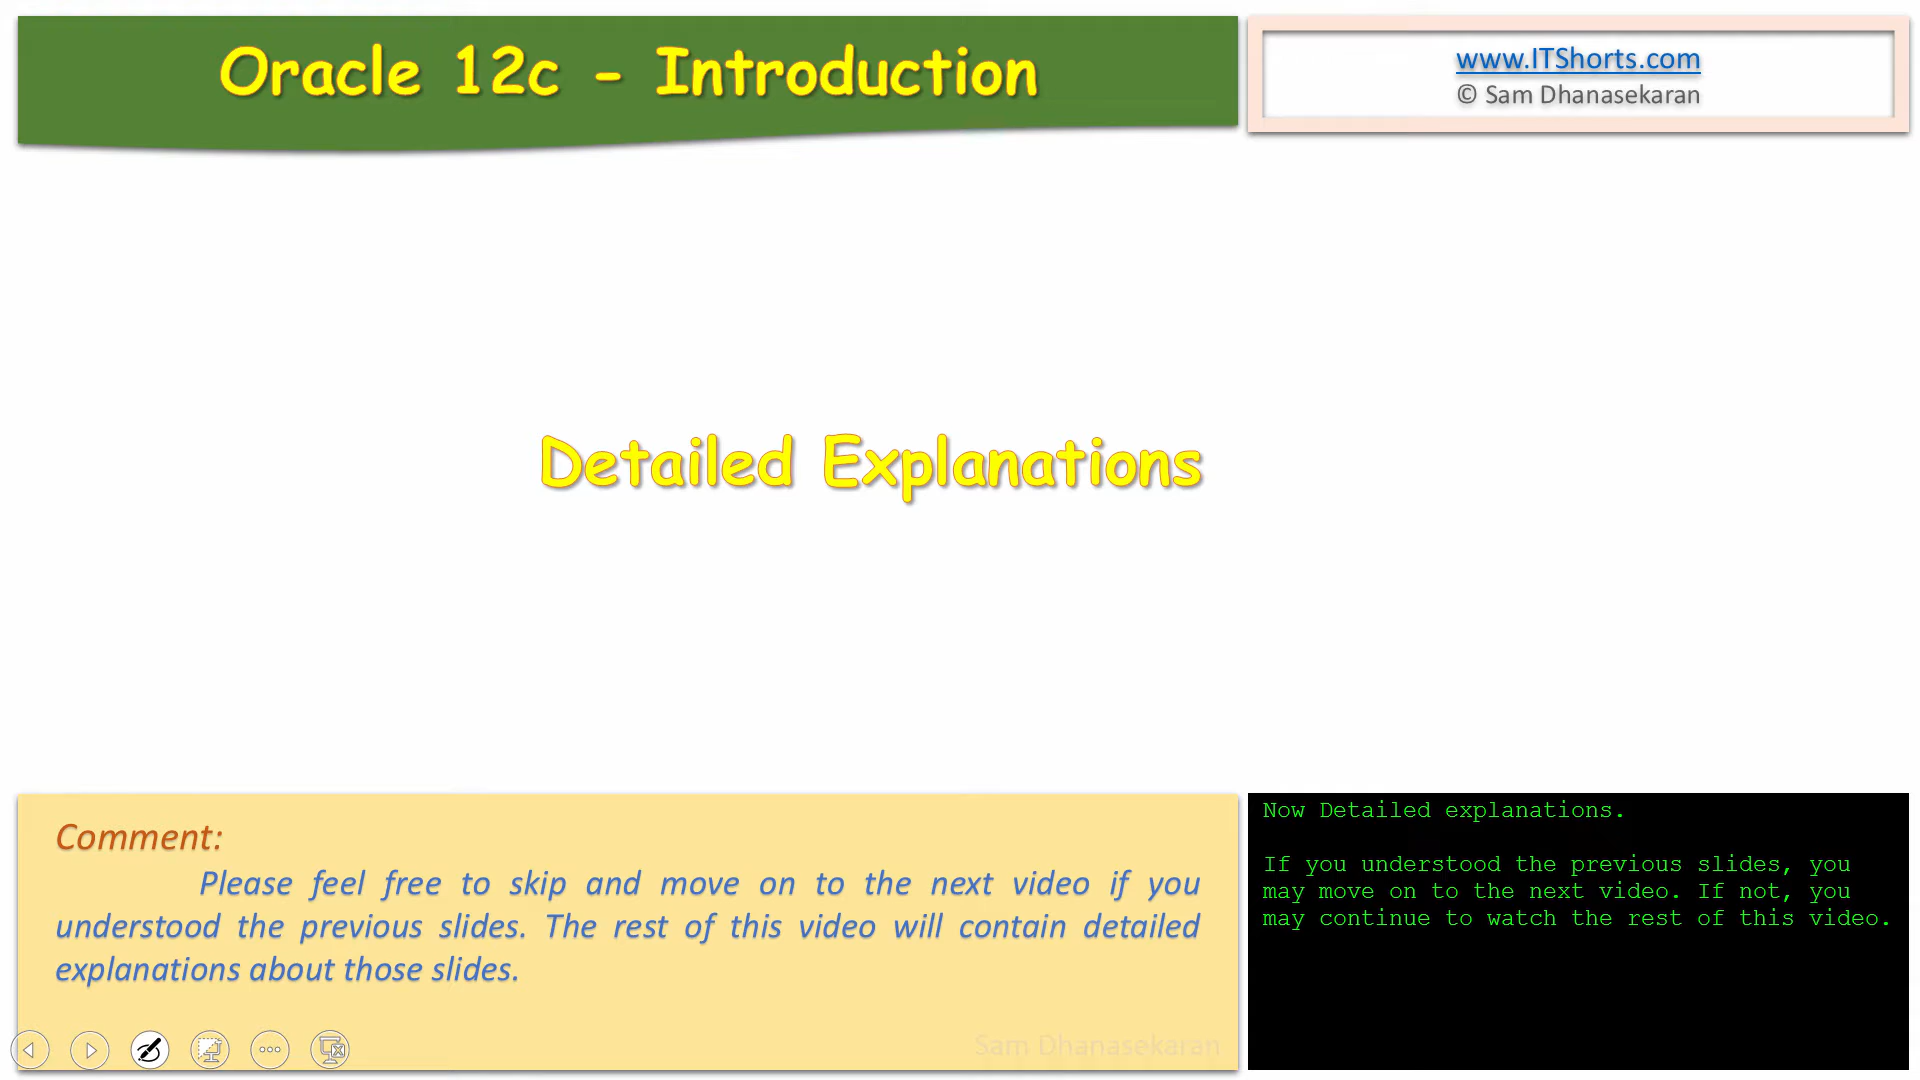 Oracle 12c - Introduction
www.ITShorts.com
© Sam Dhanasekaran
Detailed Explanations
Comment:
Please feel free to skip and move on to the next video if you
understood the previous slides. The rest of this video will contain detailed
explanations about those slides.
Sam Dhanasekaran
Now Detailed explanations.
If you understood the previous slides, you
may move on to the next video. If not, you
may continue to watch the rest of this video.